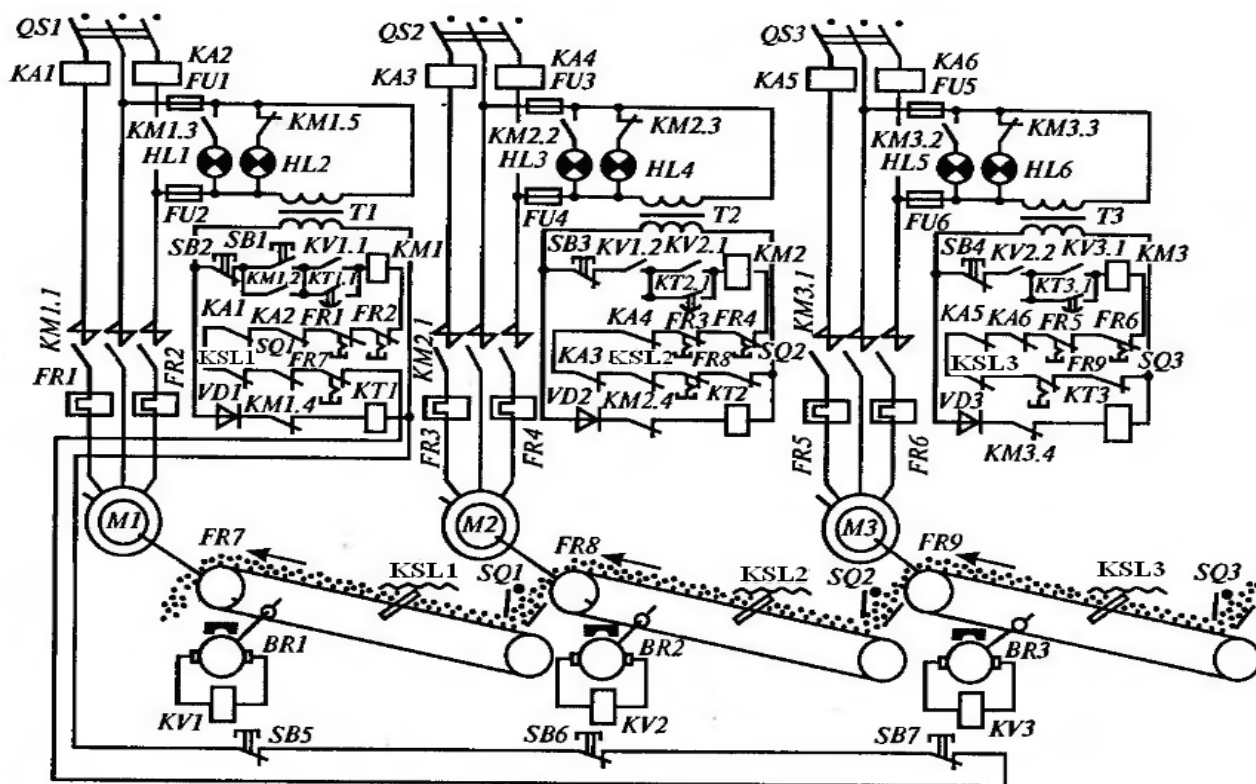 QS1 QS2 QS3
KA1 KA2 KA3 KA4 KA5 KA6
FU1 FU3 FU5
KM1.3 KM1.5 KM2.2 KM2.3 KM3.2 KM3.3
HL1 HL2 HL3 HL4 HL5 HL6
FU2 T1 FU4 T2 FU6 T3
SB2 SB1 KV1.1 KM1 SB3 KV1.2 KV2.1 KM2 SB4 KV2.2 KV3.1 KM3
KM1.2 KT1.1 KT2.1 KT3.1
KM1.1 KA1 KA2 FR1 FR2 KM2.1 KA4 FR3 FR4 KM3.1 KA5 KA6 FR5 FR6
KSL1 SQ1 FR7 KA3 KSL2 FR8 SQ2 KSL3 FR9 SQ3
FR1 FR2 VD1 KM1.4 KT1 VD2 KM2.4 KT2 VD3 KT3
FR3 FR4 FR5 FR6 KM3.4
M1 M2 M3
FR7 KSL1 SQ1 FR8 KSL2 SQ2 FR9 KSL3 SQ3
BR1 BR2 BR3
KV1 KV2 KV3
SB5 SB6 SB7